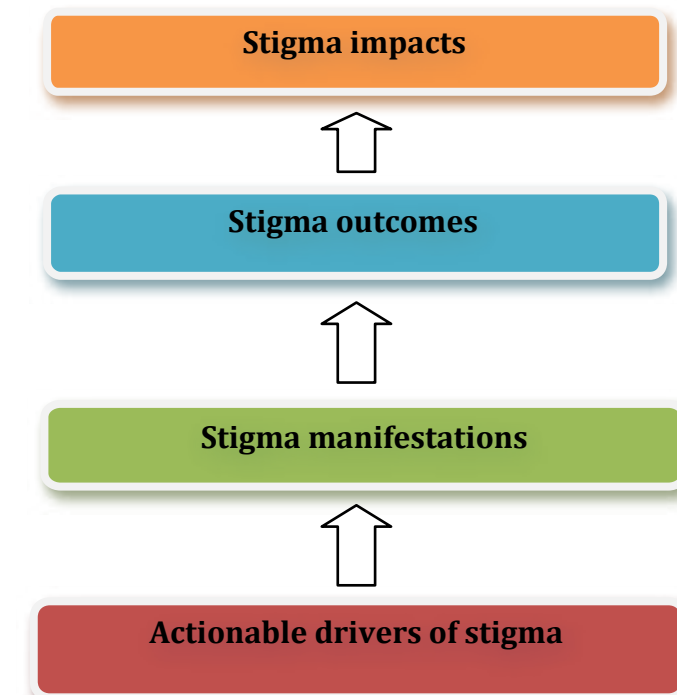 Stigma impacts
Stigma outcomes
Stigma manifestations
Actionable drivers of stigma